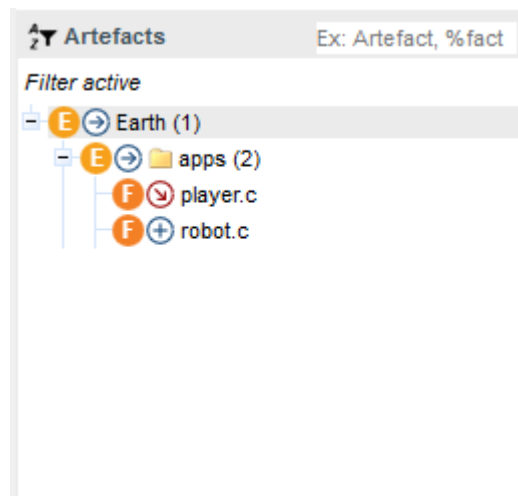 Artefacts Ex: Artefact, %fact
Filter active
E Earth (1)
E apps (2)
F player.c
F robot.c